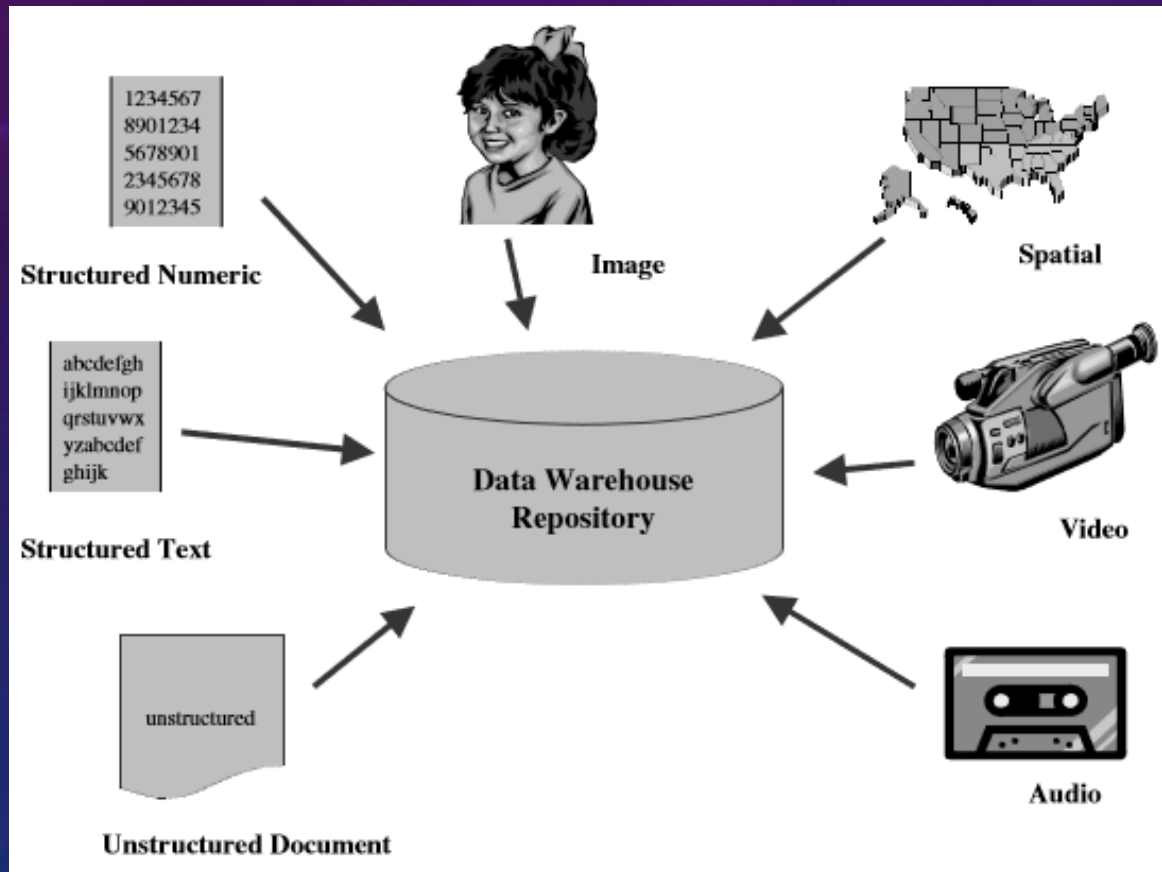 1234567
8901234
5678901
2345678
9012345
Structured Numeric
Image
Spatial
abcdefgh
ijklmnop
qrstuvwx
yzabcdef
ghijk
Structured Text
Data Warehouse
Repository
Video
unstructured
Unstructured Document
Audio